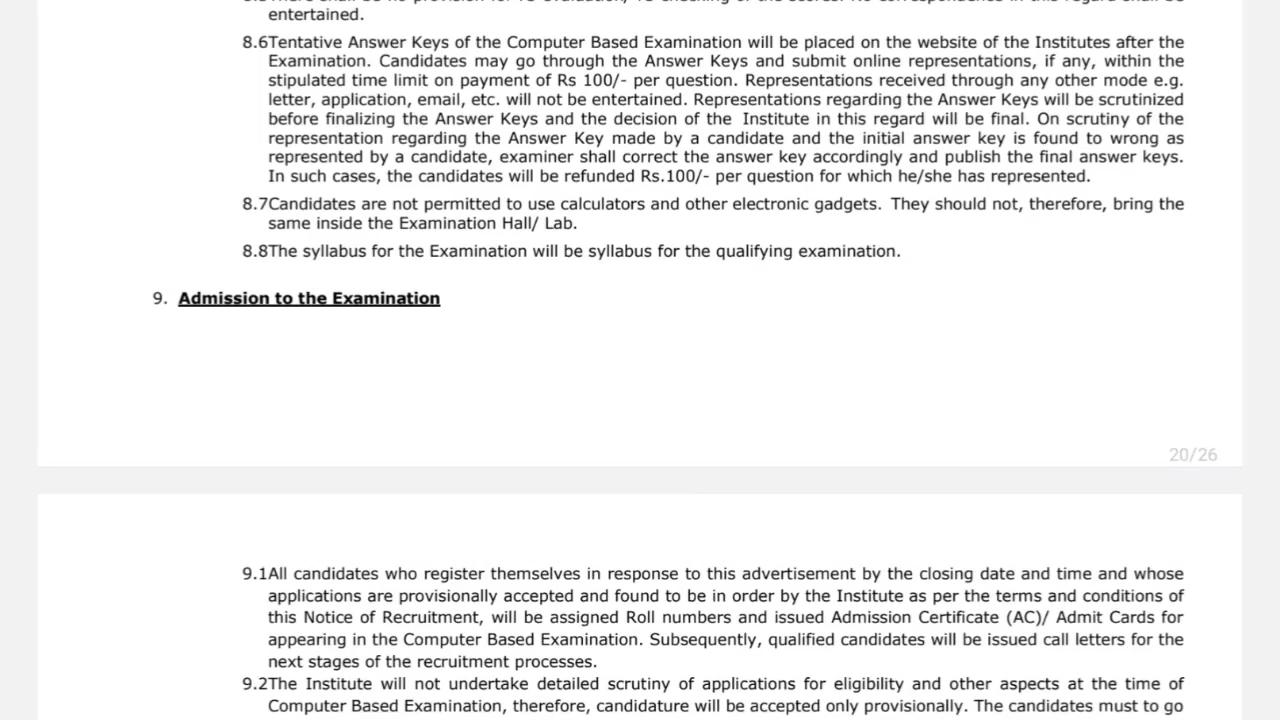 entertained.
8.6Tentative Answer Keys of the Computer Based Examination will be placed on the website of the Institutes after the
Examination. Candidates may go through the Answer Keys and submit online representations, if any, within the
stipulated time limit on payment of Rs 100/- per question. Representations received through any other mode e.g.
letter, application, email, etc. will not be entertained. Representations regarding the Answer Keys will be scrutinized
before finalizing the Answer Keys and the decision of the Institute in this regard will be final. On scrutiny of the
representation regarding the Answer Key made by a candidate and the initial answer key is found to wrong as
represented by a candidate, examiner shall correct the answer key accordingly and publish the final answer keys.
In such cases, the candidates will be refunded Rs.100/- per question for which he/she has represented.
8.7Candidates are not permitted to use calculators and other electronic gadgets. They should not, therefore, bring the
same inside the Examination Hall/ Lab.
8.8The syllabus for the Examination will be syllabus for the qualifying examination.
9. Admission to the Examination
20/26
9.1All candidates who register themselves in response to this advertisement by the closing date and time and whose
applications are provisionally accepted and found to be in order by the Institute as per the terms and conditions of
this Notice of Recruitment, will be assigned Roll numbers and issued Admission Certificate (AC)/ Admit Cards for
appearing in the Computer Based Examination. Subsequently, qualified candidates will be issued call letters for the
next stages of the recruitment processes.
9.2The Institute will not undertake detailed scrutiny of applications for eligibility and other aspects at the time of
Computer Based Examination, therefore, candidature will be accepted only provisionally. The candidates must to go